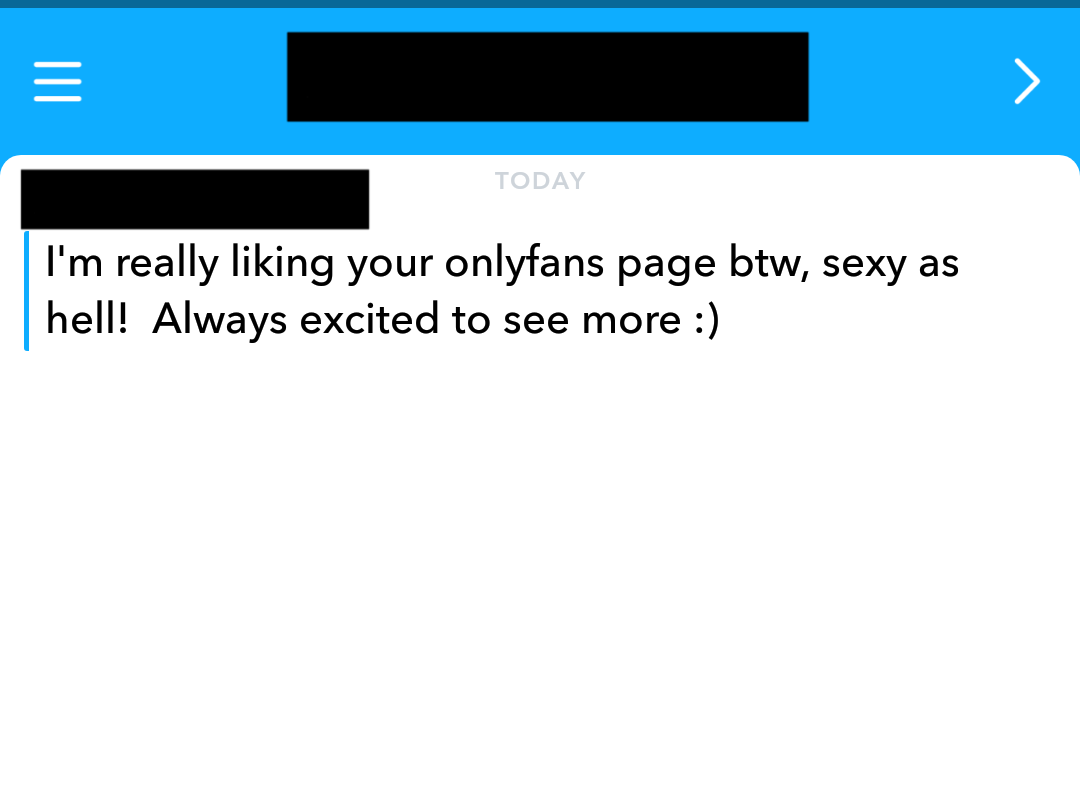 TODAY
I'm really liking your onlyfans page btw, sexy as
hell!  Always excited to see more :)